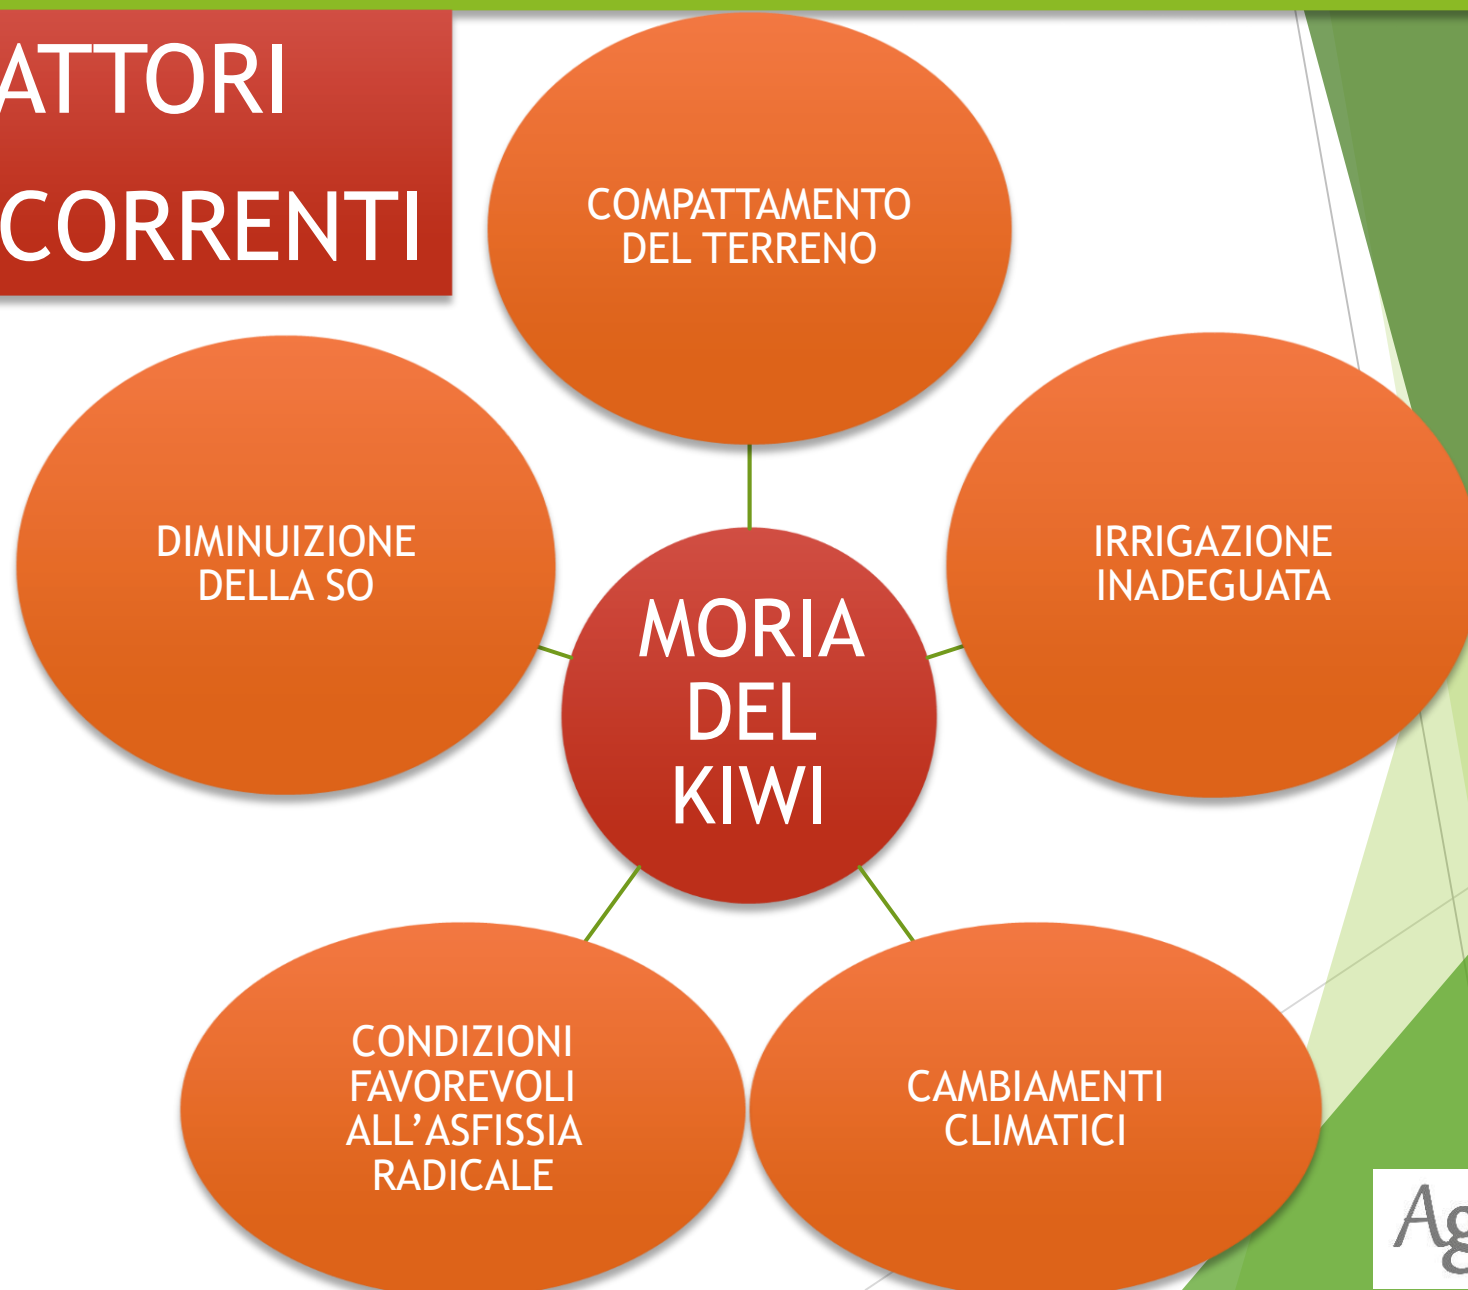 ATTORI
CORRENTI
COMPATTAMENTO
DEL TERRENO
DIMINUIZIONE
DELLA SO
IRRIGAZIONE
INADEGUATA
MORIA
DEL
KIWI
CONDIZIONI
FAVOREVOLI
ALL’ASFISSIA
RADICALE
CAMBIAMENTI
CLIMATICI
Ag